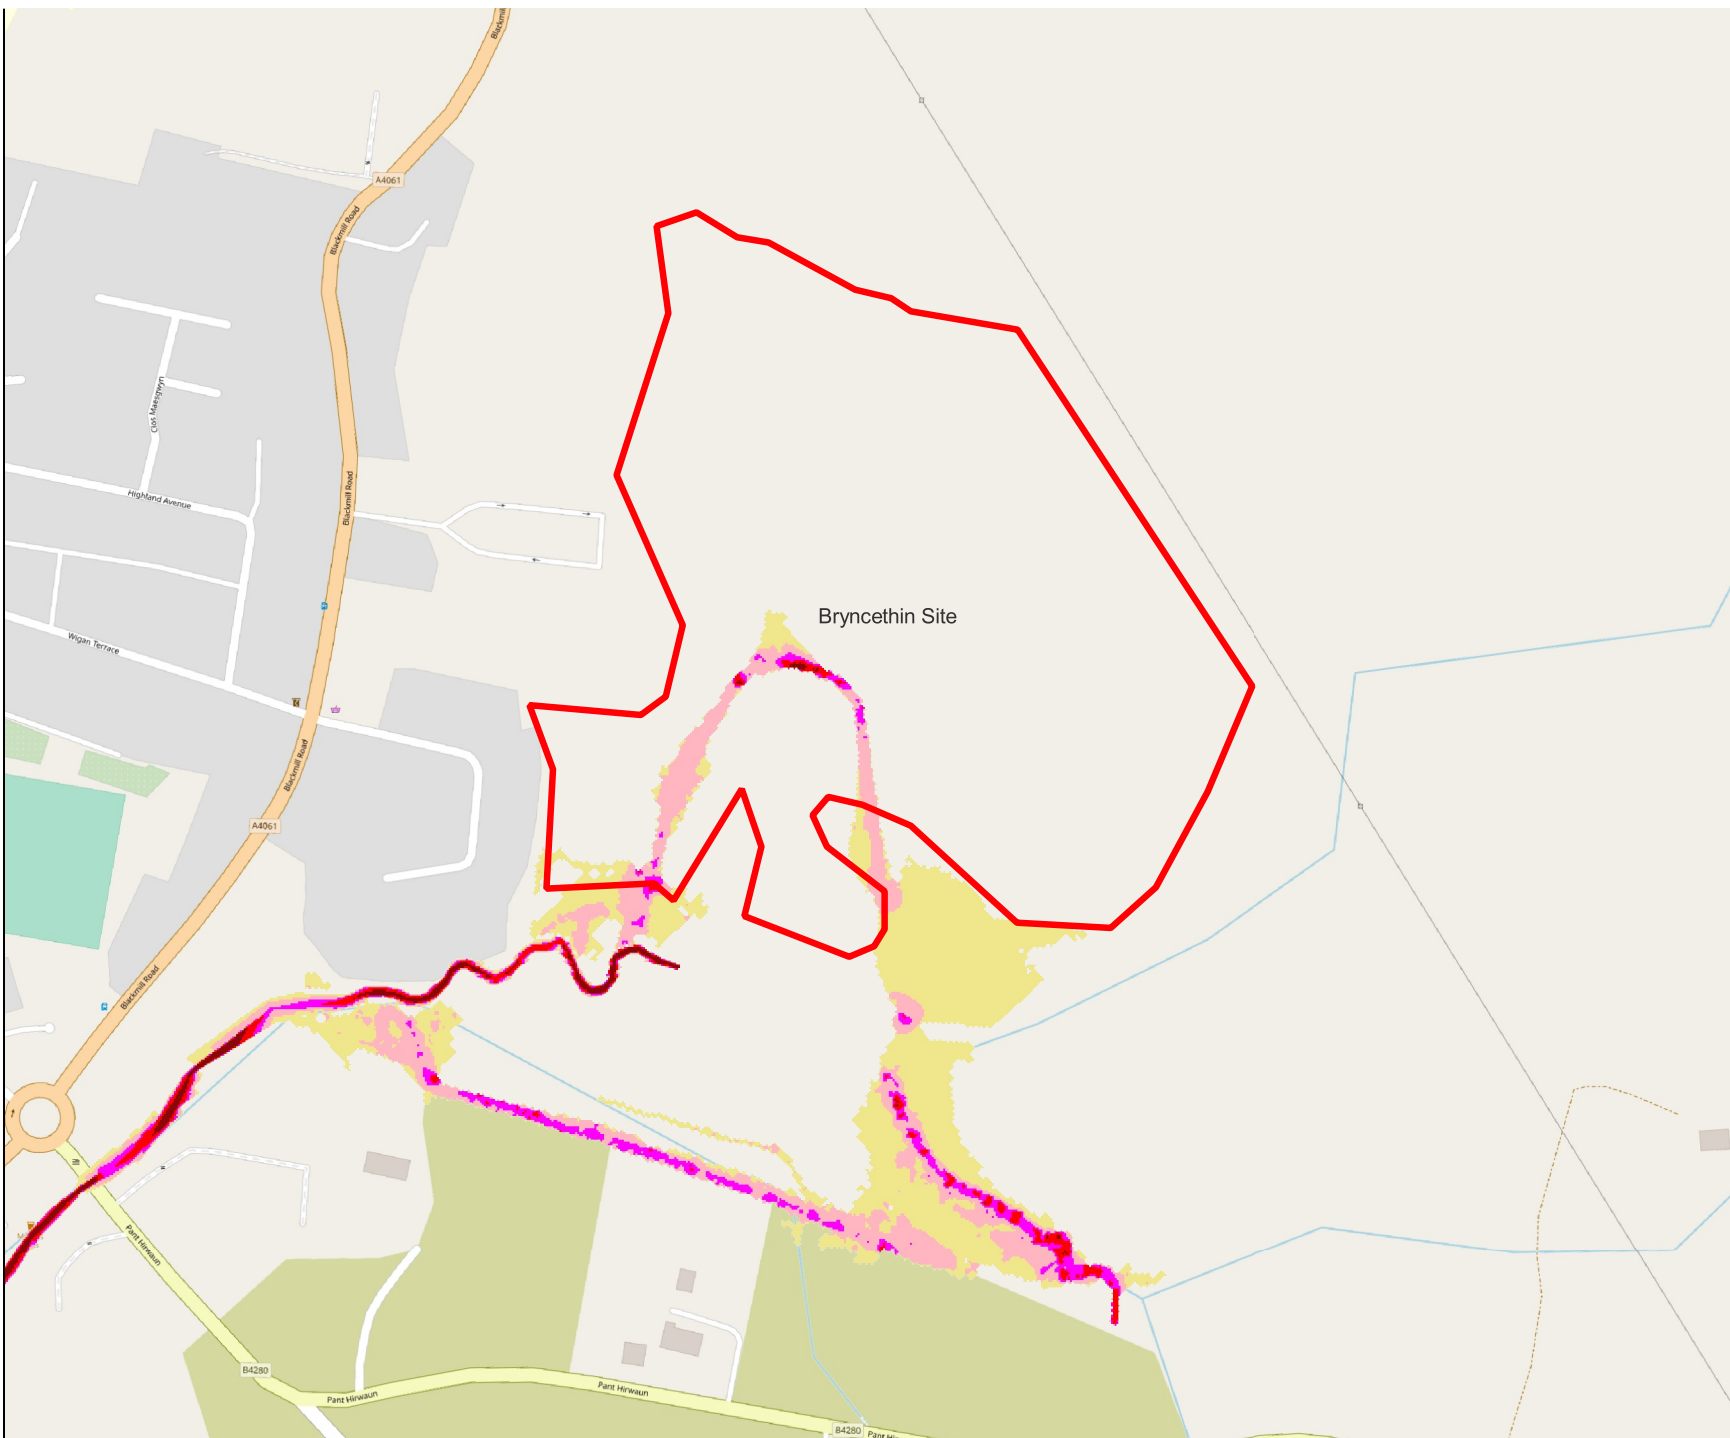 Blackmill
A4061
Blackmill Road
Clos Maesgwyn
Highland Avenue
Blackmill Road
Bryncethin Site
Wigan Terrace
Blackmill Road
A4061
Blackmill Road
Pant Hirwaun
B4280
Pant Hirwaun
Pant Hirwaun
B4280